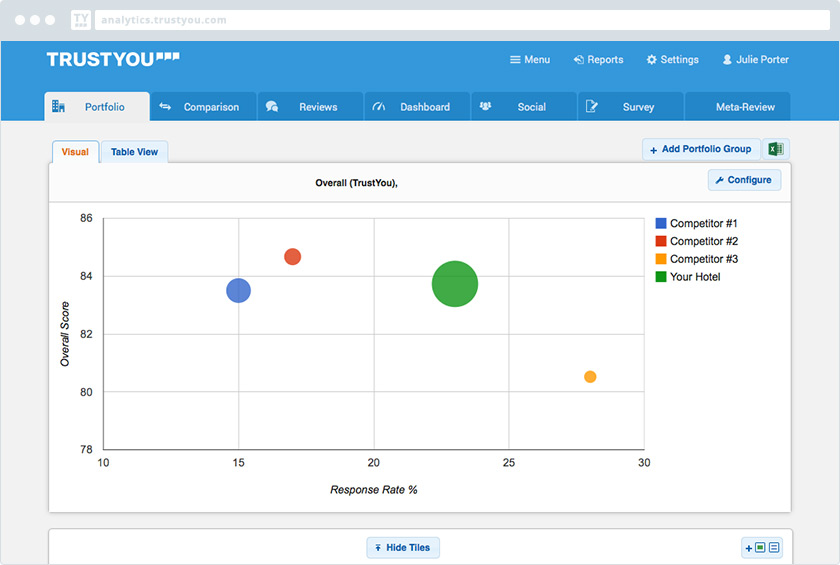 TY
analytics.trustyou.com
TRUSTYOU
Menu
Reports
Settings
Julie Porter
Portfolio
Comparison
Reviews
Dashboard
Social
Survey
Meta-Review
Visual
Table View
+ Add Portfolio Group
Overall (TrustYou),
Configure
86
84
82
80
78
Overall Score
10
15
20
25
30
Response Rate %
Competitor #1
Competitor #2
Competitor #3
Your Hotel
Hide Tiles
+